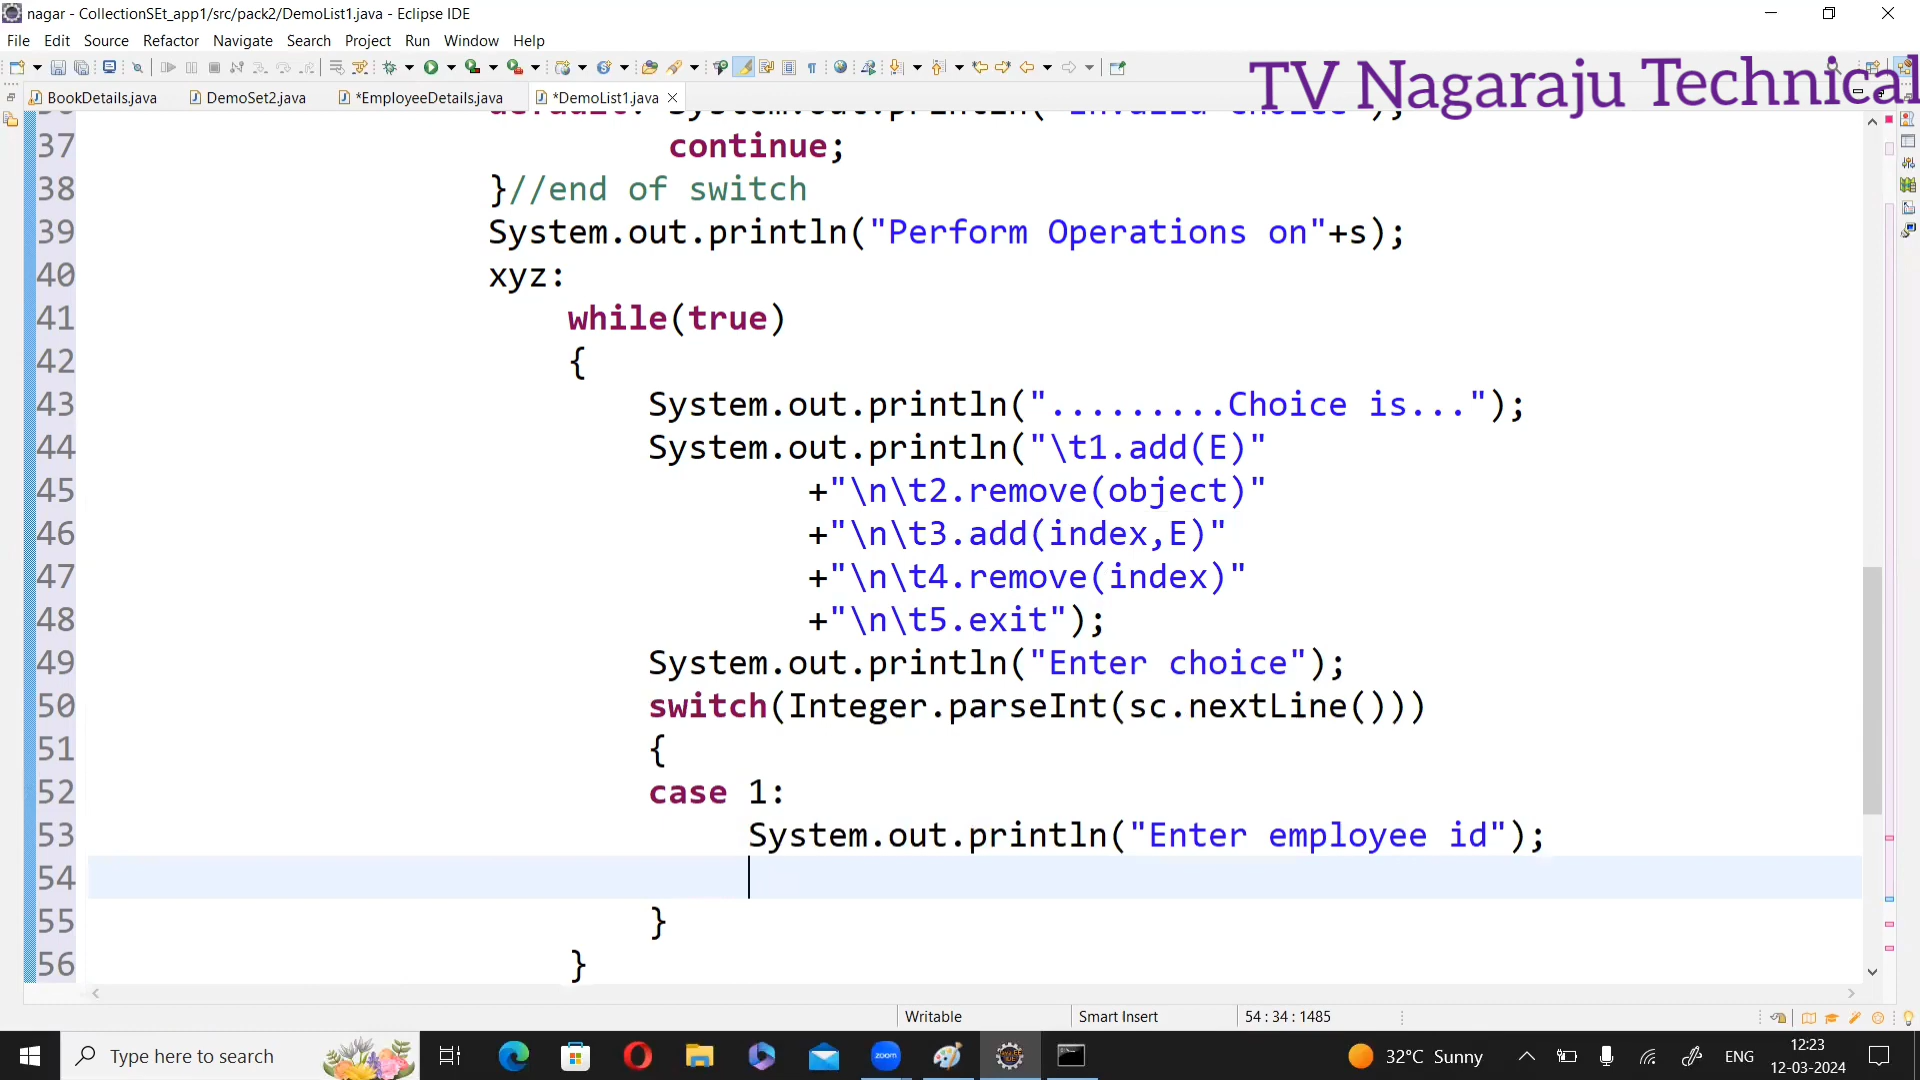 nagar - CollectionSEt_app1/src/pack2/DemoList1.java - Eclipse IDE
File Edit Source Refactor Navigate Search Project Run Window Help
TV Nagaraju Technical
BookDetails.java DemoSet2.java *EmployeeDetails.java *DemoList1.java
37 continue;
38 }//end of switch
39 System.out.println("Perform Operations on"+s);
40 xyz:
41 while(true)
42 {
43 System.out.println(".........Choice is...");
44 System.out.println("\t1.add(E)"
45 +"\n\t2.remove(object)"
46 +"\n\t3.add(index,E)"
47 +"\n\t4.remove(index)"
48 +"\n\t5.exit");
49 System.out.println("Enter choice");
50 switch(Integer.parseInt(sc.nextLine()))
51 {
52 case 1:
53 System.out.println("Enter employee id");
54
55 }
56 }
Writable Smart Insert 54 : 34 : 1485
Type here to search zoom 32°C Sunny ENG 12:23
12-03-2024